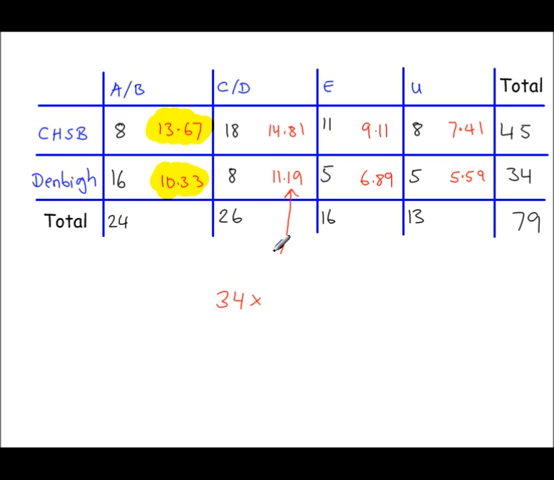 A/B C/D E U Total
CHSB 8 13.67 18 14.81 11 9.11 8 7.41 45
Denbigh 16 10.33 8 11.19 5 6.89 5 5.59 34
Total 24 26 16 13 79
34×